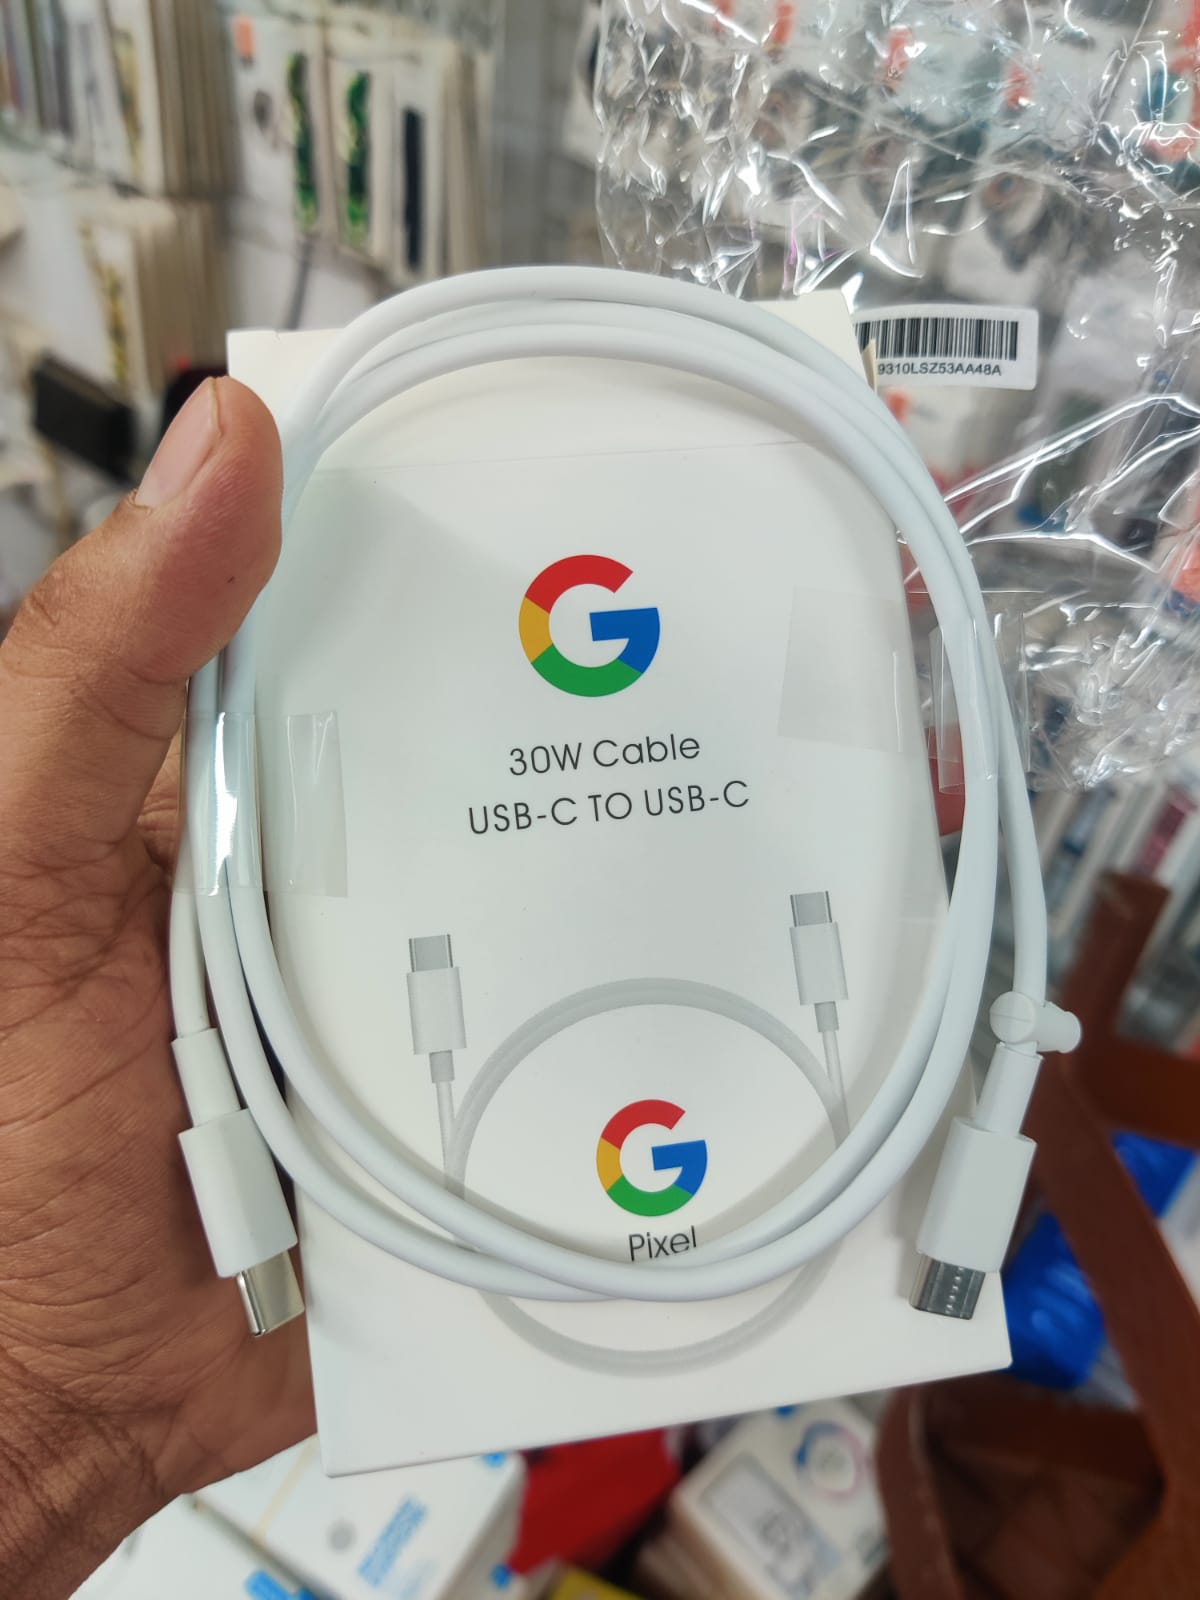 9310LSZ53AA48A
30W Cable
USB-C TO USB-C
Pixel